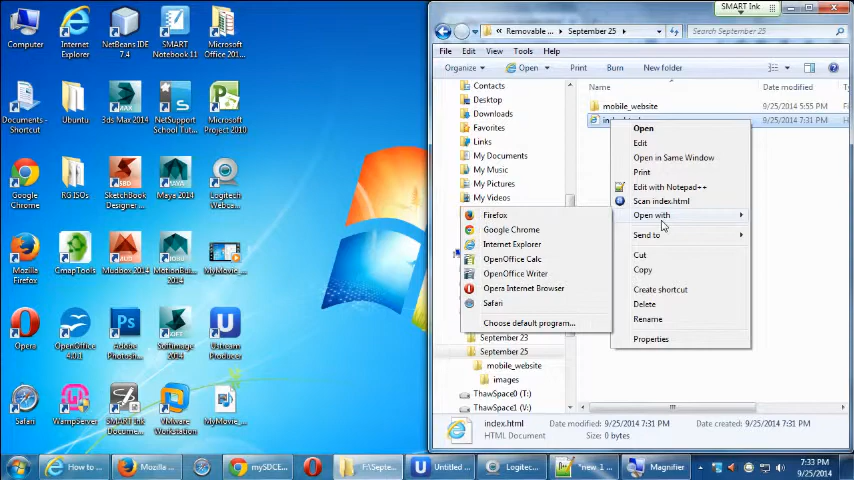 Computer
Internet
Explorer
NetBeans IDE
7.4
SMART
Notebook 11
Microsoft
Office 201...
Documents -
Shortcut
Ubuntu
3ds Max 2014
NetSupport
School Tut...
Microsoft
Project 2010
Google
Chrome
RG.ISOs
SketchBook
Designer ...
Maya 2014
Logitech
Webca...
Mozilla
Firefox
CmapTools
Mudbox 2014
MotionBui...
2014
MyMovie_...
Opera
OpenOffice
4.0.1
Adobe
Photosh...
Softimage
2014
Ustream
Producer
Safari
WampServer
SMART Ink
Docume...
VMware
Workstation
MyMovie_...
SMART Ink
« Removable ...
September 25
Search September 25
File
Edit
View
Tools
Help
Organize
Open
Print
Burn
New folder
Name
Date modified
Ty
Contacts
Desktop
Downloads
Favorites
Links
My Documents
My Music
My Pictures
My Videos
mobile_website
9/25/2014 5:55 PM
9/25/2014 7:31 PM
Open
Edit
Open in Same Window
Print
Edit with Notepad++
Scan index.html
Open with
Send to
Cut
Copy
Create shortcut
Delete
Rename
Properties
Firefox
Google Chrome
Internet Explorer
OpenOffice Calc
OpenOffice Writer
Opera Internet Browser
Safari
Choose default program...
September 23
September 25
mobile_website
images
ThawSpace0 (T:)
ThawSpace1 (V:)
index.html
HTML Document
Date modified: 9/25/2014 7:31 PM
Size: 0 bytes
Date created: 9/25/2014 7:31 PM
How to ...
Mozilla ...
mySDCE...
F:\Septe...
Untitled ...
Logitec...
*new 1 ...
Magnifier
7:33 PM
9/25/2014